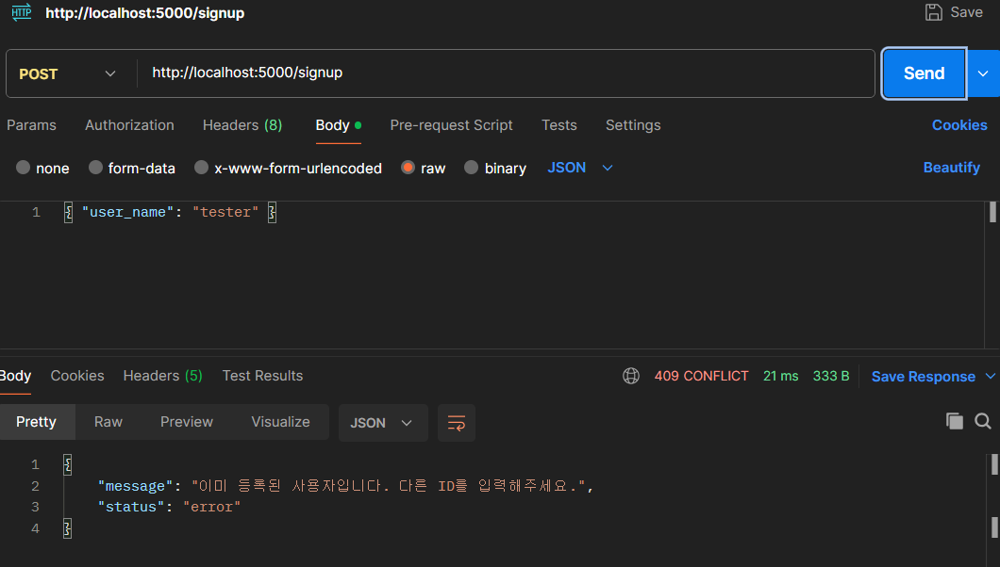 HTTP http://localhost:5000/signup Save
POST http://localhost:5000/signup Send
Params Authorization Headers (8) Body Pre-request Script Tests Settings Cookies
none form-data x-www-form-urlencoded raw binary JSON Beautify
1 { "user_name": "tester" }
Body Cookies Headers (5) Test Results 409 CONFLICT 21 ms 333 B Save Response
Pretty Raw Preview Visualize JSON
1 {
2 "message": "이미 등록된 사용자입니다. 다른 ID를 입력해주세요.",
3 "status": "error"
4 }